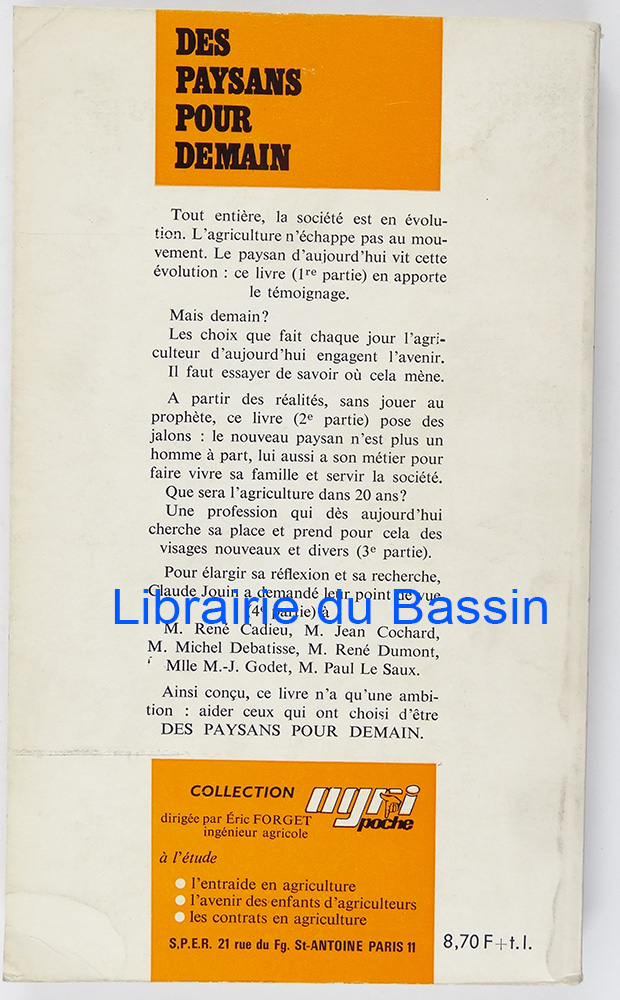 DES
PAYSANS
POUR
DEMAIN
Tout entière, la société est en évolu-
tion. L'agriculture n'échappe pas au mou-
vement. Le paysan d'aujourd'hui vit cette
évolution : ce livre (1re partie) en apporte
le témoignage.
Mais demain?
Les choix que fait chaque jour l'agri-
culteur d'aujourd'hui engagent l'avenir.
Il faut essayer de savoir où cela mène.
A partir des réalités, sans jouer au
prophète, ce livre (2e partie) pose des
jalons : le nouveau paysan n'est plus un
homme à part, lui aussi a son métier pour
faire vivre sa famille et servir la société.
Que sera l'agriculture dans 20 ans?
Une profession qui dès aujourd'hui
cherche sa place et prend pour cela des
visages nouveaux et divers (3e partie).
Pour élargir sa réflexion et sa recherche,
Claude Jouin a demandé leur point de vue
Librairie du Bassin
(4e partie) à
M. René Cadieu, M. Jean Cochard,
M. Michel Debatisse, M. René Dumont,
Mlle M.-J. Godet, M. Paul Le Saux.
Ainsi conçu, ce livre n'a qu'une ambi-
tion : aider ceux qui ont choisi d'être
DES PAYSANS POUR DEMAIN.
COLLECTION agri
poche
dirigée par Éric FORGET
ingénieur agricole
à l'étude
l'entraide en agriculture
l'avenir des enfants d'agriculteurs
les contrats en agriculture
S.P.E.R. 21 rue du Fg. St-ANTOINE PARIS 11
8,70 F+t.l.